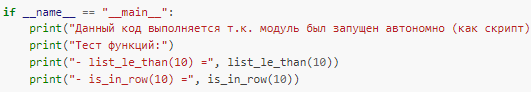 if __name__ == "__main__":
    print("Данный код выполняется т.к. модуль был запущен автономно (как скрипт)
    print("Тест функций:")
    print("- list_le_than(10) =", list_le_than(10))
    print("- is_in_row(10) =", is_in_row(10))